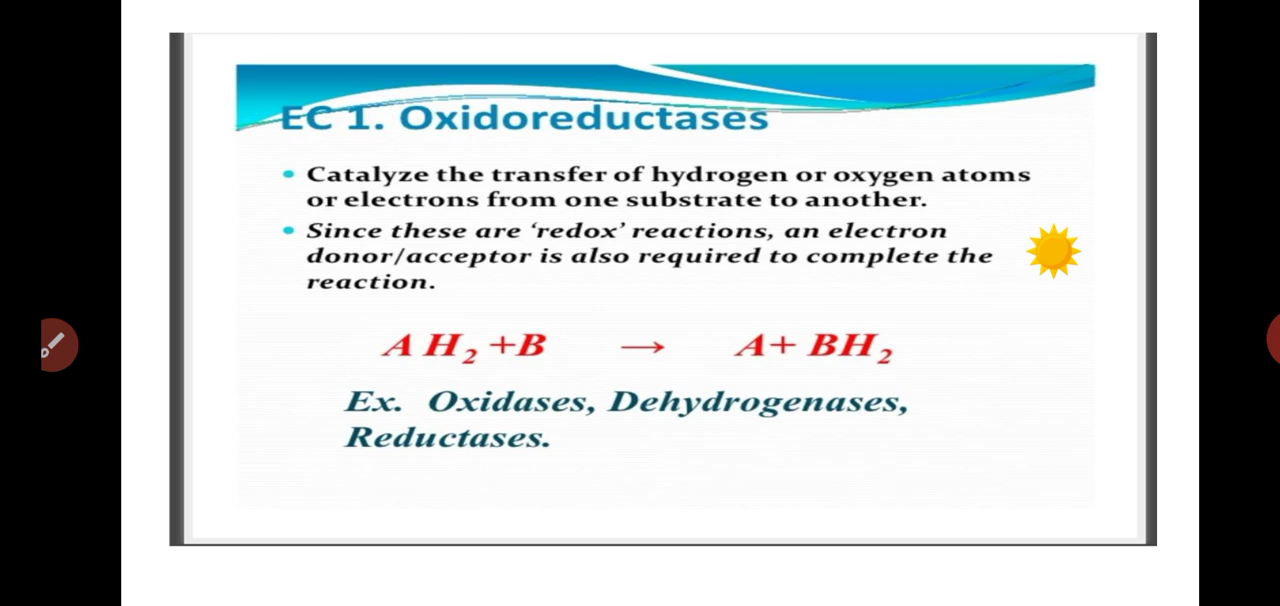 EC 1. Oxidoreductases
• Catalyze the transfer of hydrogen or oxygen atoms
or electrons from one substrate to another.
• Since these are ‘redox’ reactions, an electron
donor/acceptor is also required to complete the
reaction.
A H₂ +B → A+ BH₂
Ex. Oxidases, Dehydrogenases,
Reductases.